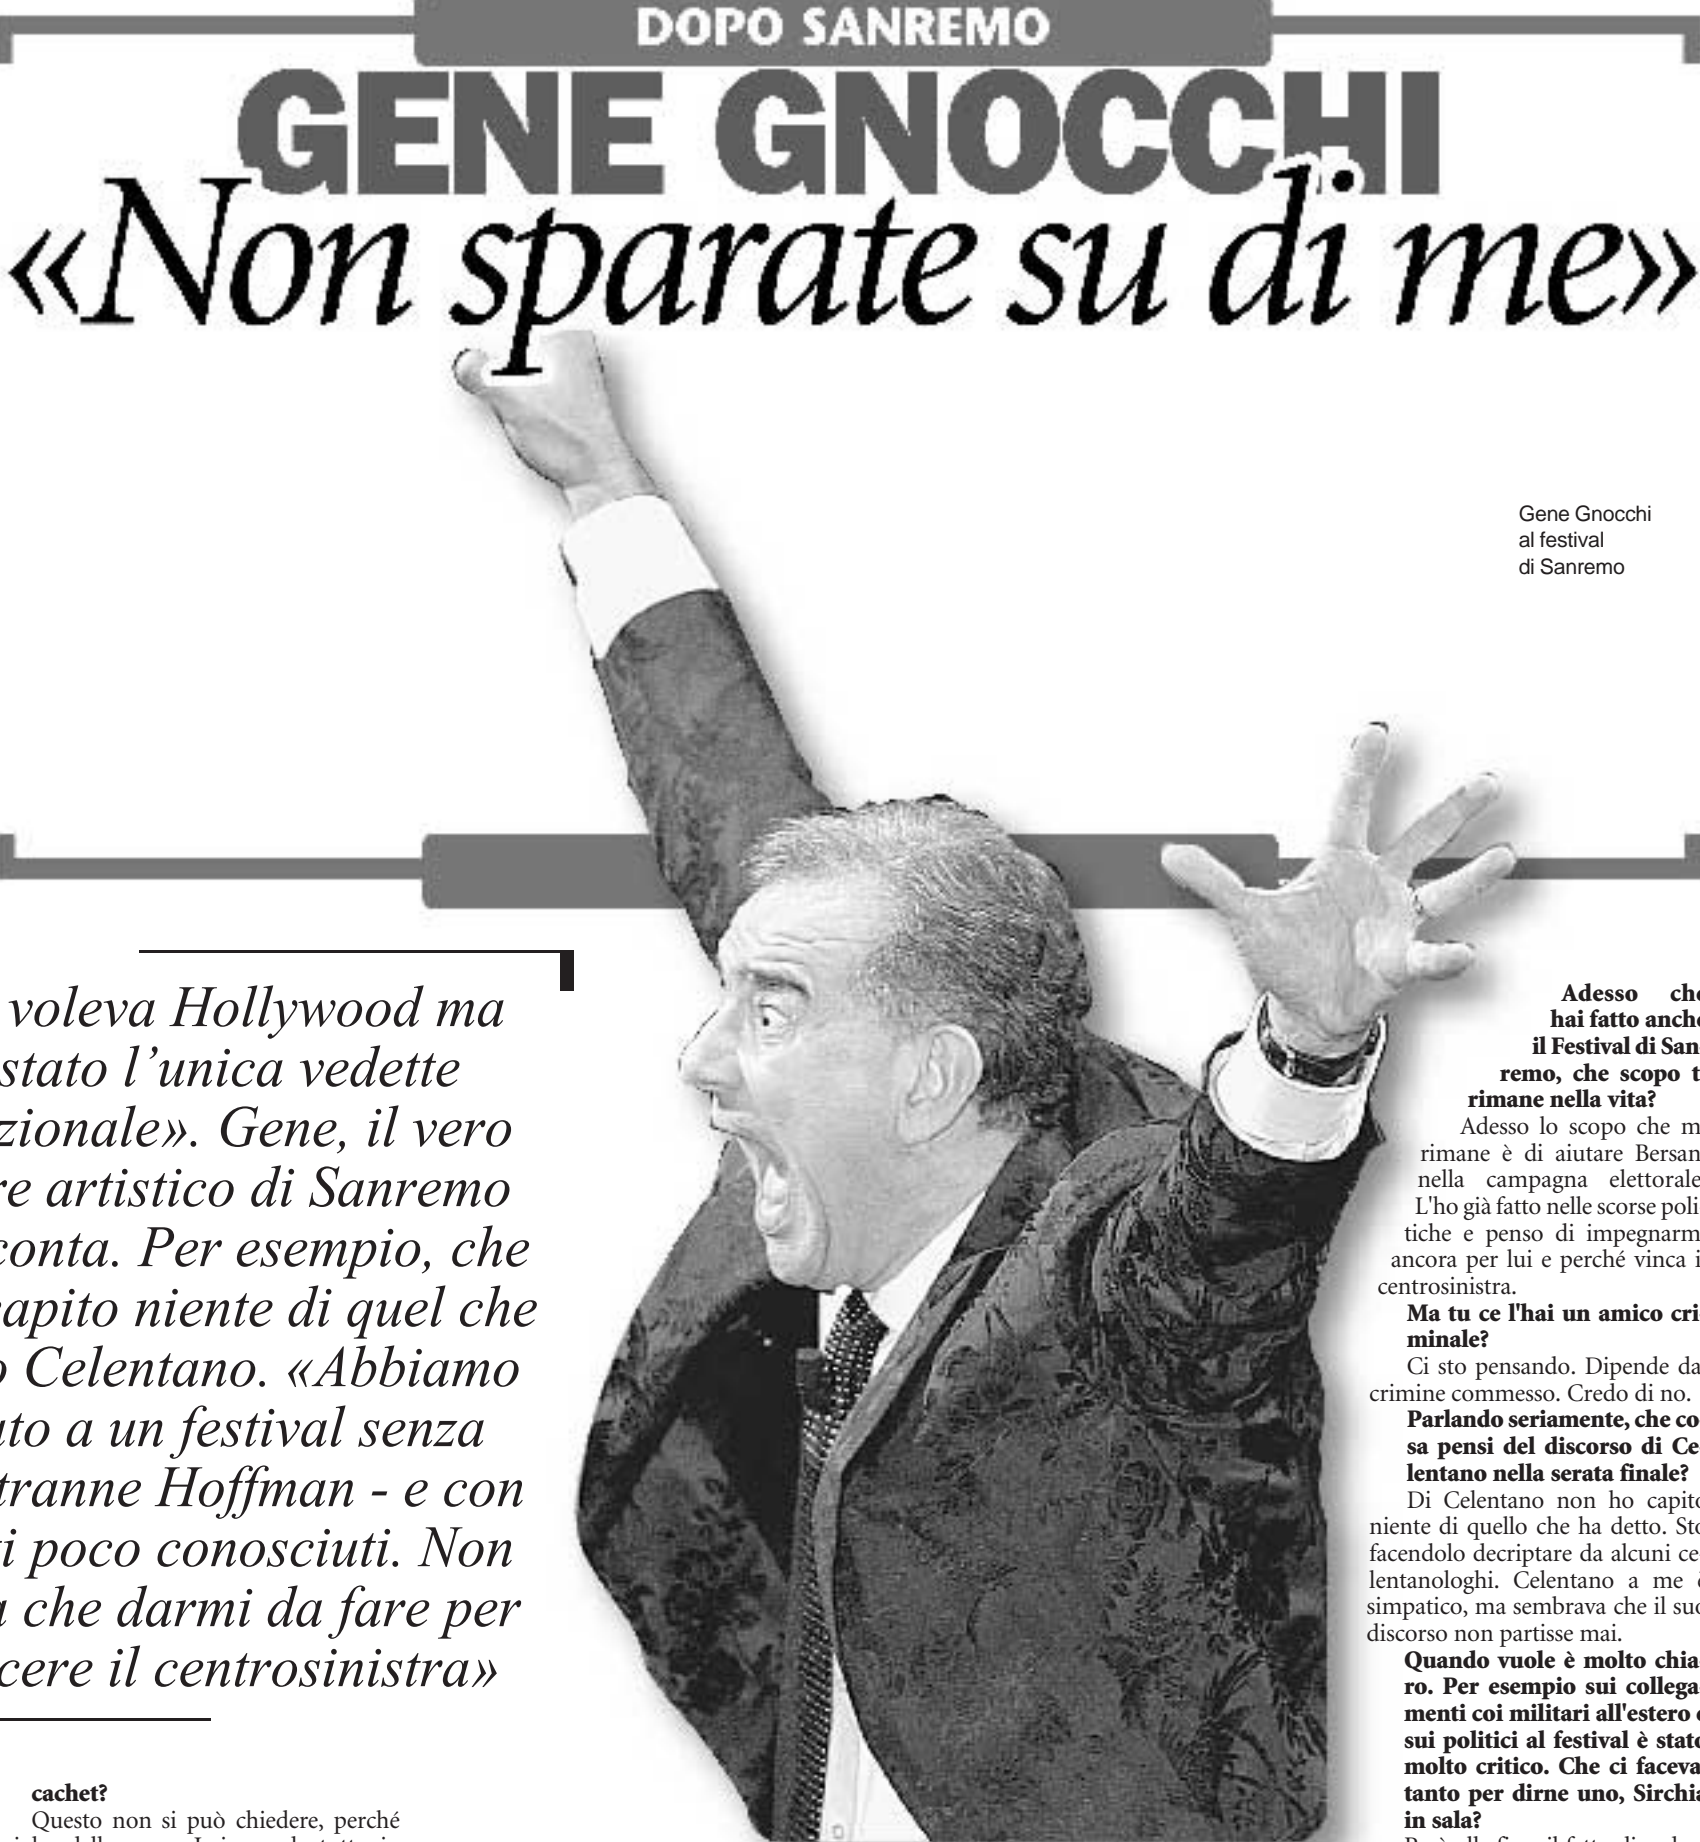 DOPO SANREMO
GENE GNOCCHI
«Non sparate su di me»
Gene Gnocchi
al festival
di Sanremo
voleva Hollywood ma
stato l'unica vedette
zionale». Gene, il vero
re artistico di Sanremo
conta. Per esempio, che
capito niente di quel che
o Celentano. «Abbiamo
to a un festival senza
tranne Hoffman - e con
ti poco conosciuti. Non
a che darmi da fare per
cere il centrosinistra»
cachet?
Questo non si può chiedere, perché
Adesso che
hai fatto anche
il Festival di San-
remo, che scopo t
rimane nella vita?
Adesso lo scopo che m
rimane è di aiutare Bersan
nella campagna elettorale
L'ho già fatto nelle scorse poli-
tiche e penso di impegnarm
ancora per lui e perché vinca i
centrosinistra.
Ma tu ce l'hai un amico cri-
minale?
Ci sto pensando. Dipende da
crimine commesso. Credo di no.
Parlando seriamente, che co-
sa pensi del discorso di Ce-
lentano nella serata finale?
Di Celentano non ho capito
niente di quello che ha detto. Sto
facendolo decriptare da alcuni ce-
lentanologhi. Celentano a me è
simpatico, ma sembrava che il suo
discorso non partisse mai.
Quando vuole è molto chia-
ro. Per esempio sui collega-
menti coi militari all'estero e
sui politici al festival è stato
molto critico. Che ci faceva,
tanto per dirne uno, Sirchia
in sala?